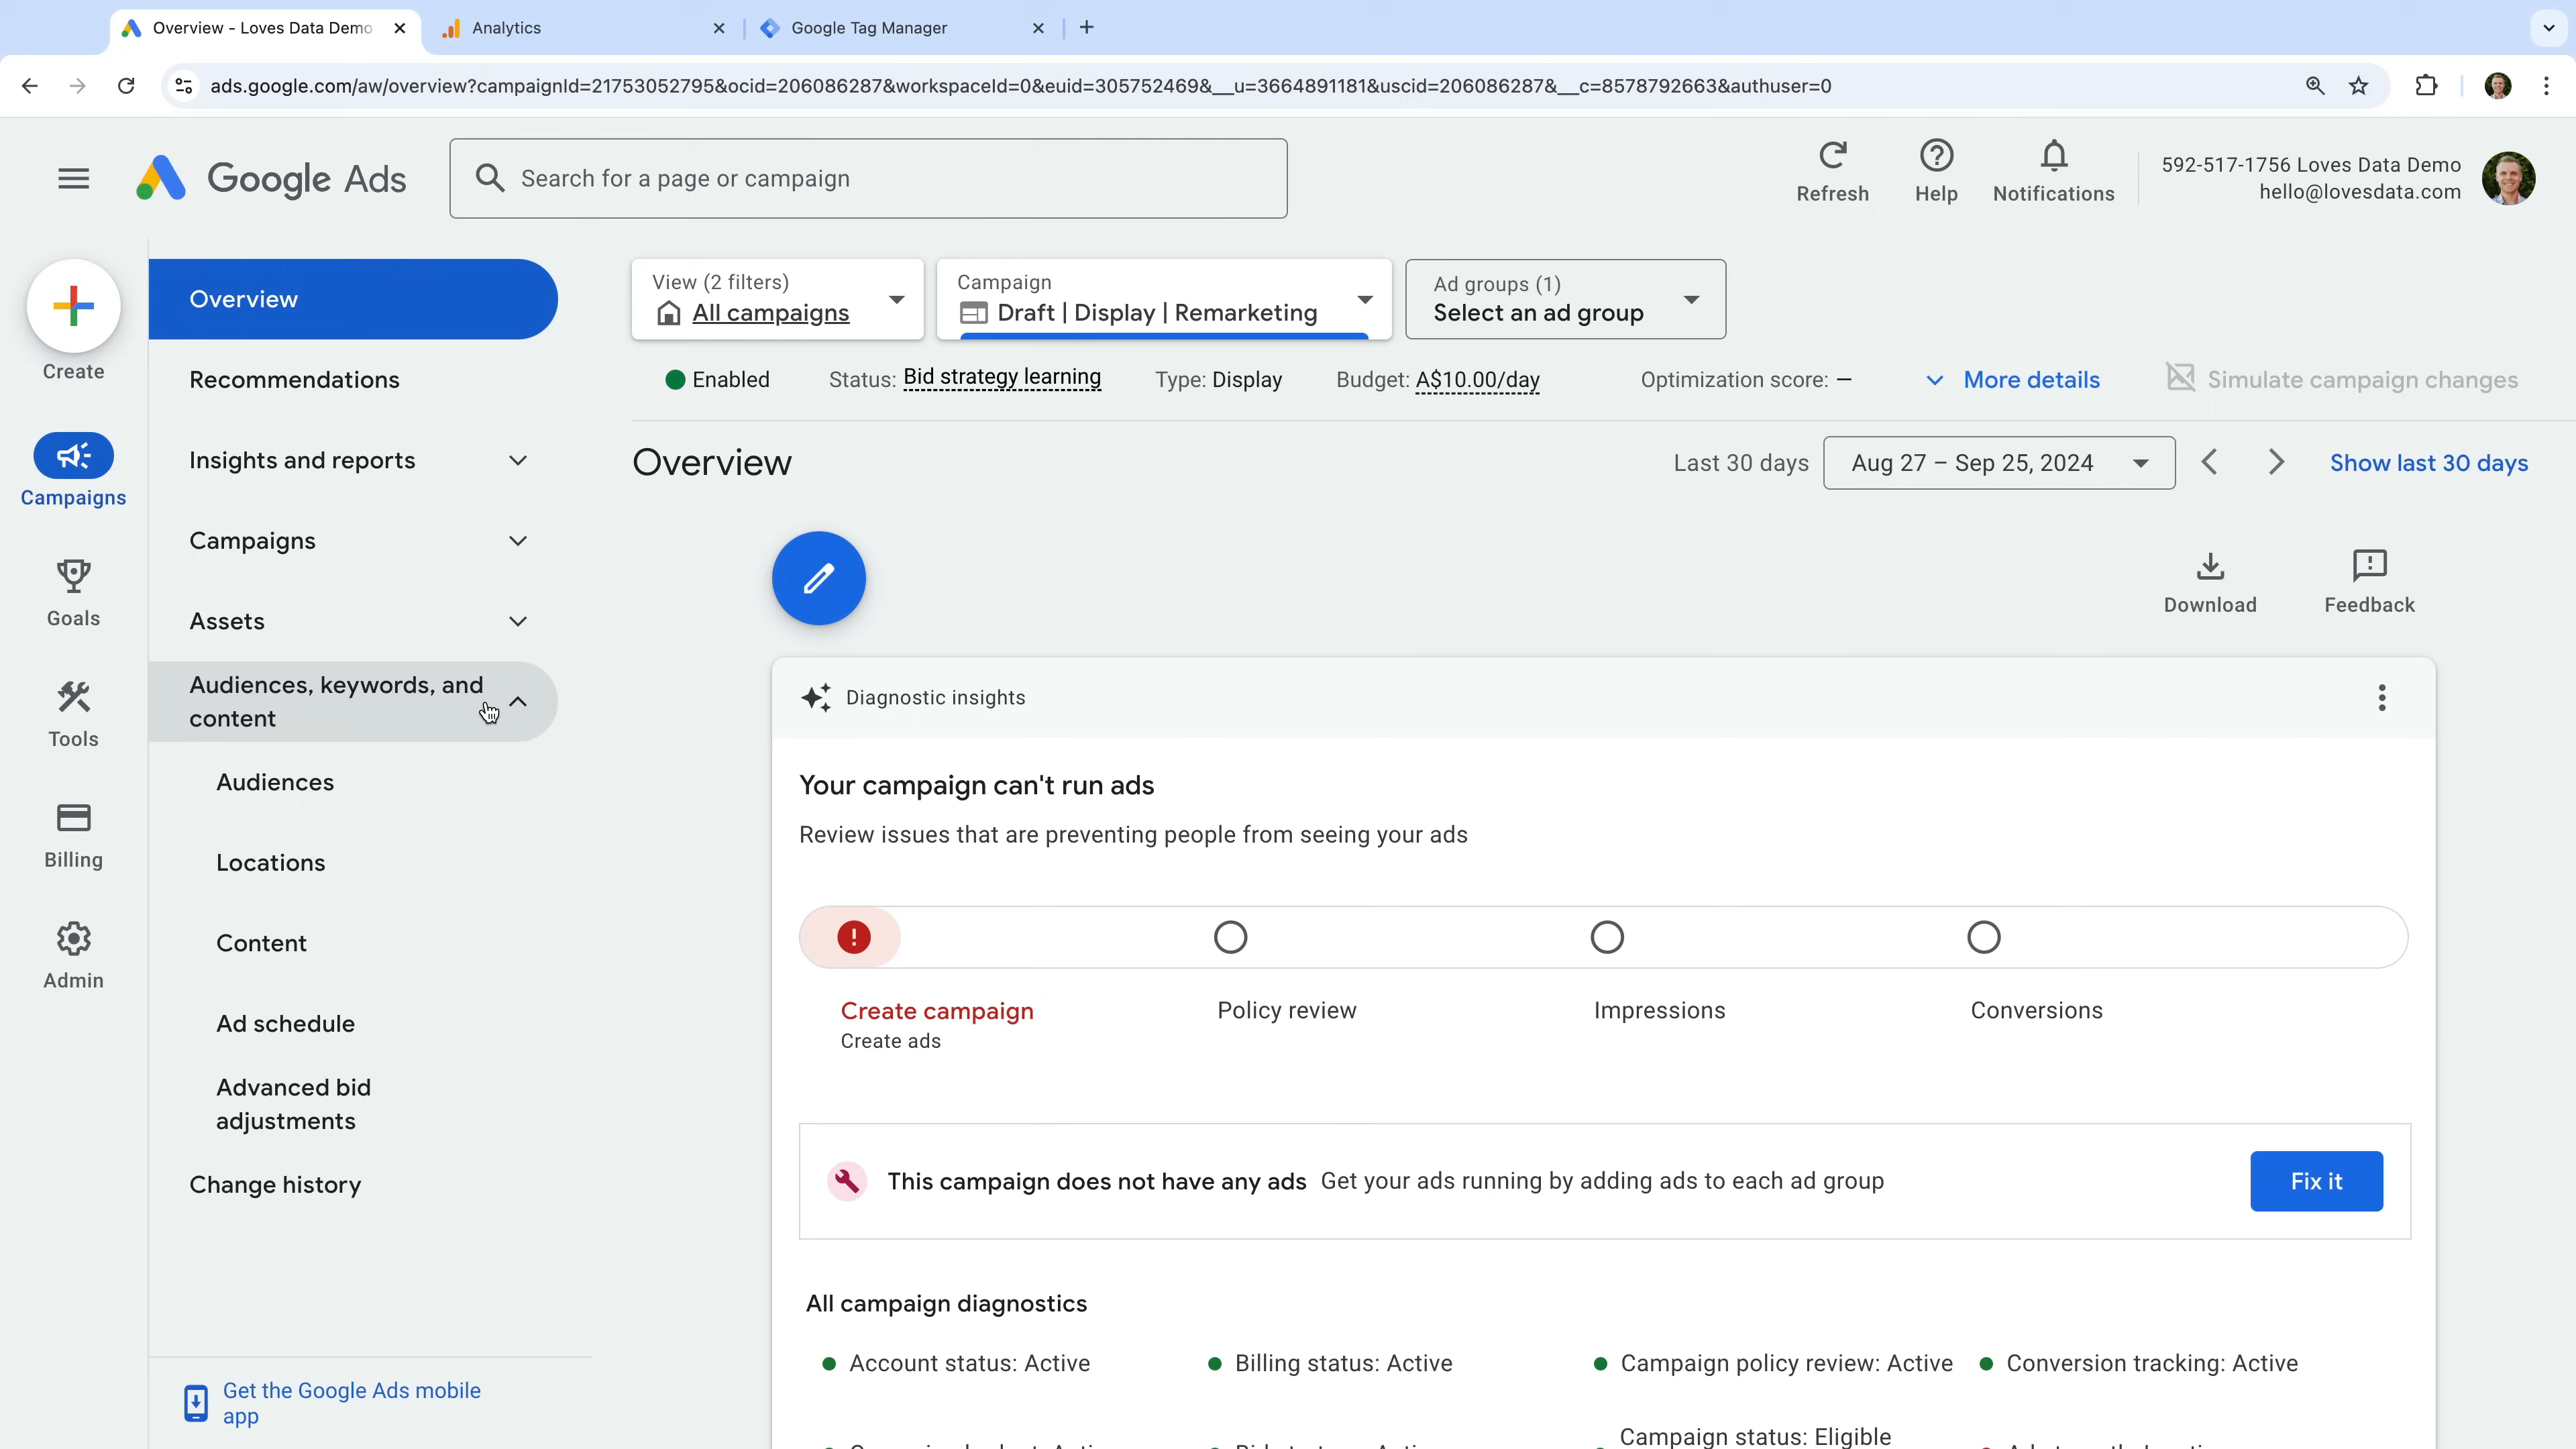 Overview - Loves Data Demo
Analytics
Google Tag Manager
ads.google.com/aw/overview?campaignId=21753052795&ocid=206086287&workspaceId=0&euid=305752469&__u=3664891181&uscid=206086287&__c=8578792663&authuser=0
Google Ads
Search for a page or campaign
Refresh
Help
Notifications
592-517-1756 Loves Data Demo
hello@lovesdata.com
Create
Campaigns
Goals
Tools
Billing
Admin
Overview
Recommendations
Insights and reports
Campaigns
Assets
Audiences, keywords, and
content
Audiences
Locations
Content
Ad schedule
Advanced bid
adjustments
Change history
Get the Google Ads mobile
app
View (2 filters)
All campaigns
Campaign
Draft | Display | Remarketing
Ad groups (1)
Select an ad group
Enabled
Status: Bid strategy learning
Type: Display
Budget: A$10.00/day
Optimization score: –
More details
Simulate campaign changes
Overview
Last 30 days
Aug 27 – Sep 25, 2024
Show last 30 days
Download
Feedback
Diagnostic insights
Your campaign can't run ads
Review issues that are preventing people from seeing your ads
Create campaign
Create ads
Policy review
Impressions
Conversions
This campaign does not have any ads Get your ads running by adding ads to each ad group
Fix it
All campaign diagnostics
Account status: Active
Billing status: Active
Campaign policy review: Active
Conversion tracking: Active
Campaign status: Eligible